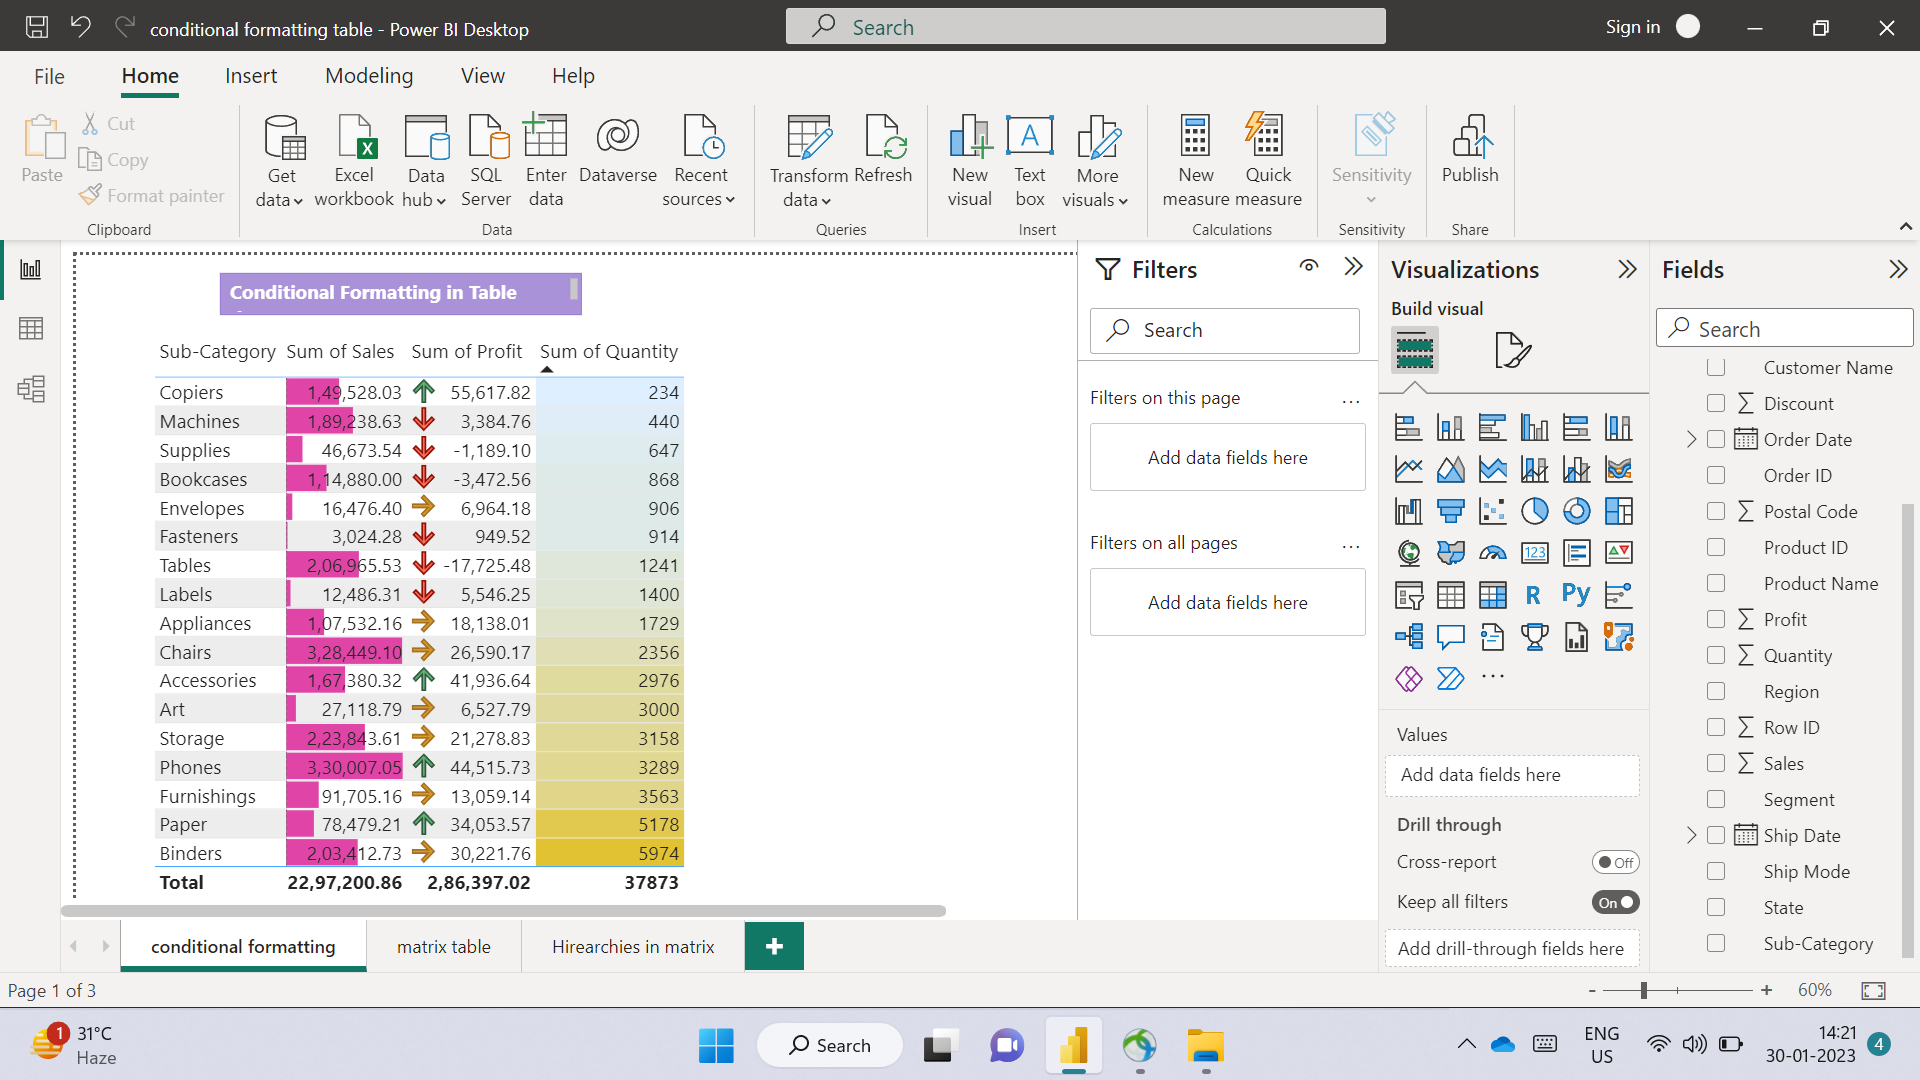 conditional formatting table - Power BI Desktop
Search
Sign in
File Home Insert Modeling View Help
Paste
Cut
Copy
Format painter
Clipboard
Get data
Excel workbook
Data hub
SQL Server
Enter data
Dataverse
Recent sources
Data
Transform data
Refresh
Queries
New visual
Text box
More visuals
Insert
New measure
Quick measure
Calculations
Sensitivity
Sensitivity
Publish
Share
Conditional Formatting in Table
Sub-Category Sum of Sales Sum of Profit Sum of Quantity
Copiers 1,49,528.03 55,617.82 234
Machines 1,89,238.63 3,384.76 440
Supplies 46,673.54 -1,189.10 647
Bookcases 1,14,880.00 -3,472.56 868
Envelopes 16,476.40 6,964.18 906
Fasteners 3,024.28 949.52 914
Tables 2,06,965.53 -17,725.48 1241
Labels 12,486.31 5,546.25 1400
Appliances 1,07,532.16 18,138.01 1729
Chairs 3,28,449.10 26,590.17 2356
Accessories 1,67,380.32 41,936.64 2976
Art 27,118.79 6,527.79 3000
Storage 2,23,843.61 21,278.83 3158
Phones 3,30,007.05 44,515.73 3289
Furnishings 91,705.16 13,059.14 3563
Paper 78,479.21 34,053.57 5178
Binders 2,03,412.73 30,221.76 5974
Total 22,97,200.86 2,86,397.02 37873
Filters
Search
Filters on this page ...
Add data fields here
Filters on all pages ...
Add data fields here
Visualizations
Build visual
123
R Py
...
Values
Add data fields here
Drill through
Cross-report Off
Keep all filters On
Add drill-through fields here
Fields
Search
Customer Name
Discount
Order Date
Order ID
Postal Code
Product ID
Product Name
Profit
Quantity
Region
Row ID
Sales
Segment
Ship Date
Ship Mode
State
Sub-Category
conditional formatting matrix table Hirearchies in matrix +
Page 1 of 3
- + 60%
1
31°C
Haze
Search
ENG
US
14:21
30-01-2023
4